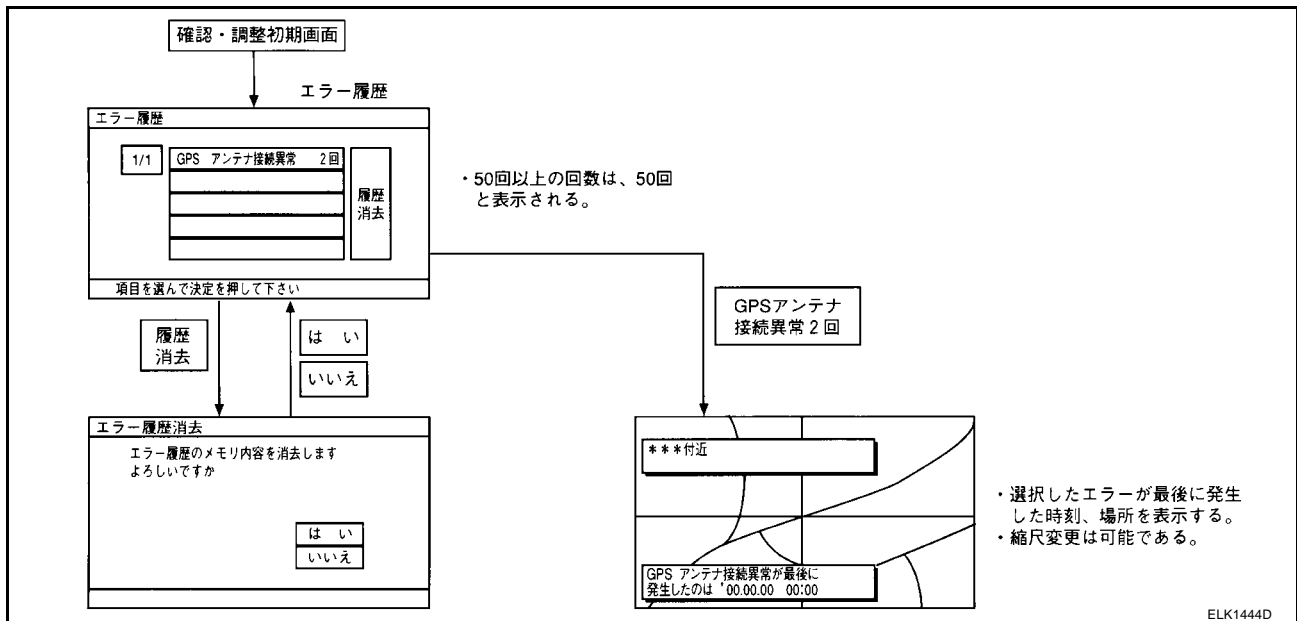 確認・調整初期画面
エラー履歴
エラー履歴
1/1
GPS アンテナ接続異常 2回
履歴
消去
項目を選んで決定を押して下さい
・50回以上の回数は、50回
と表示される。
履歴
消去
は い
いいえ
GPSアンテナ
接続異常2回
エラー履歴消去
エラー履歴のメモリ内容を消去します
よろしいですか
は い
いいえ
***付近
GPS アンテナ接続異常が最後に
発生したのは '00.00.00 00:00
・選択したエラーが最後に発生
した時刻、場所を表示する。
・縮尺変更は可能である。
ELK1444D